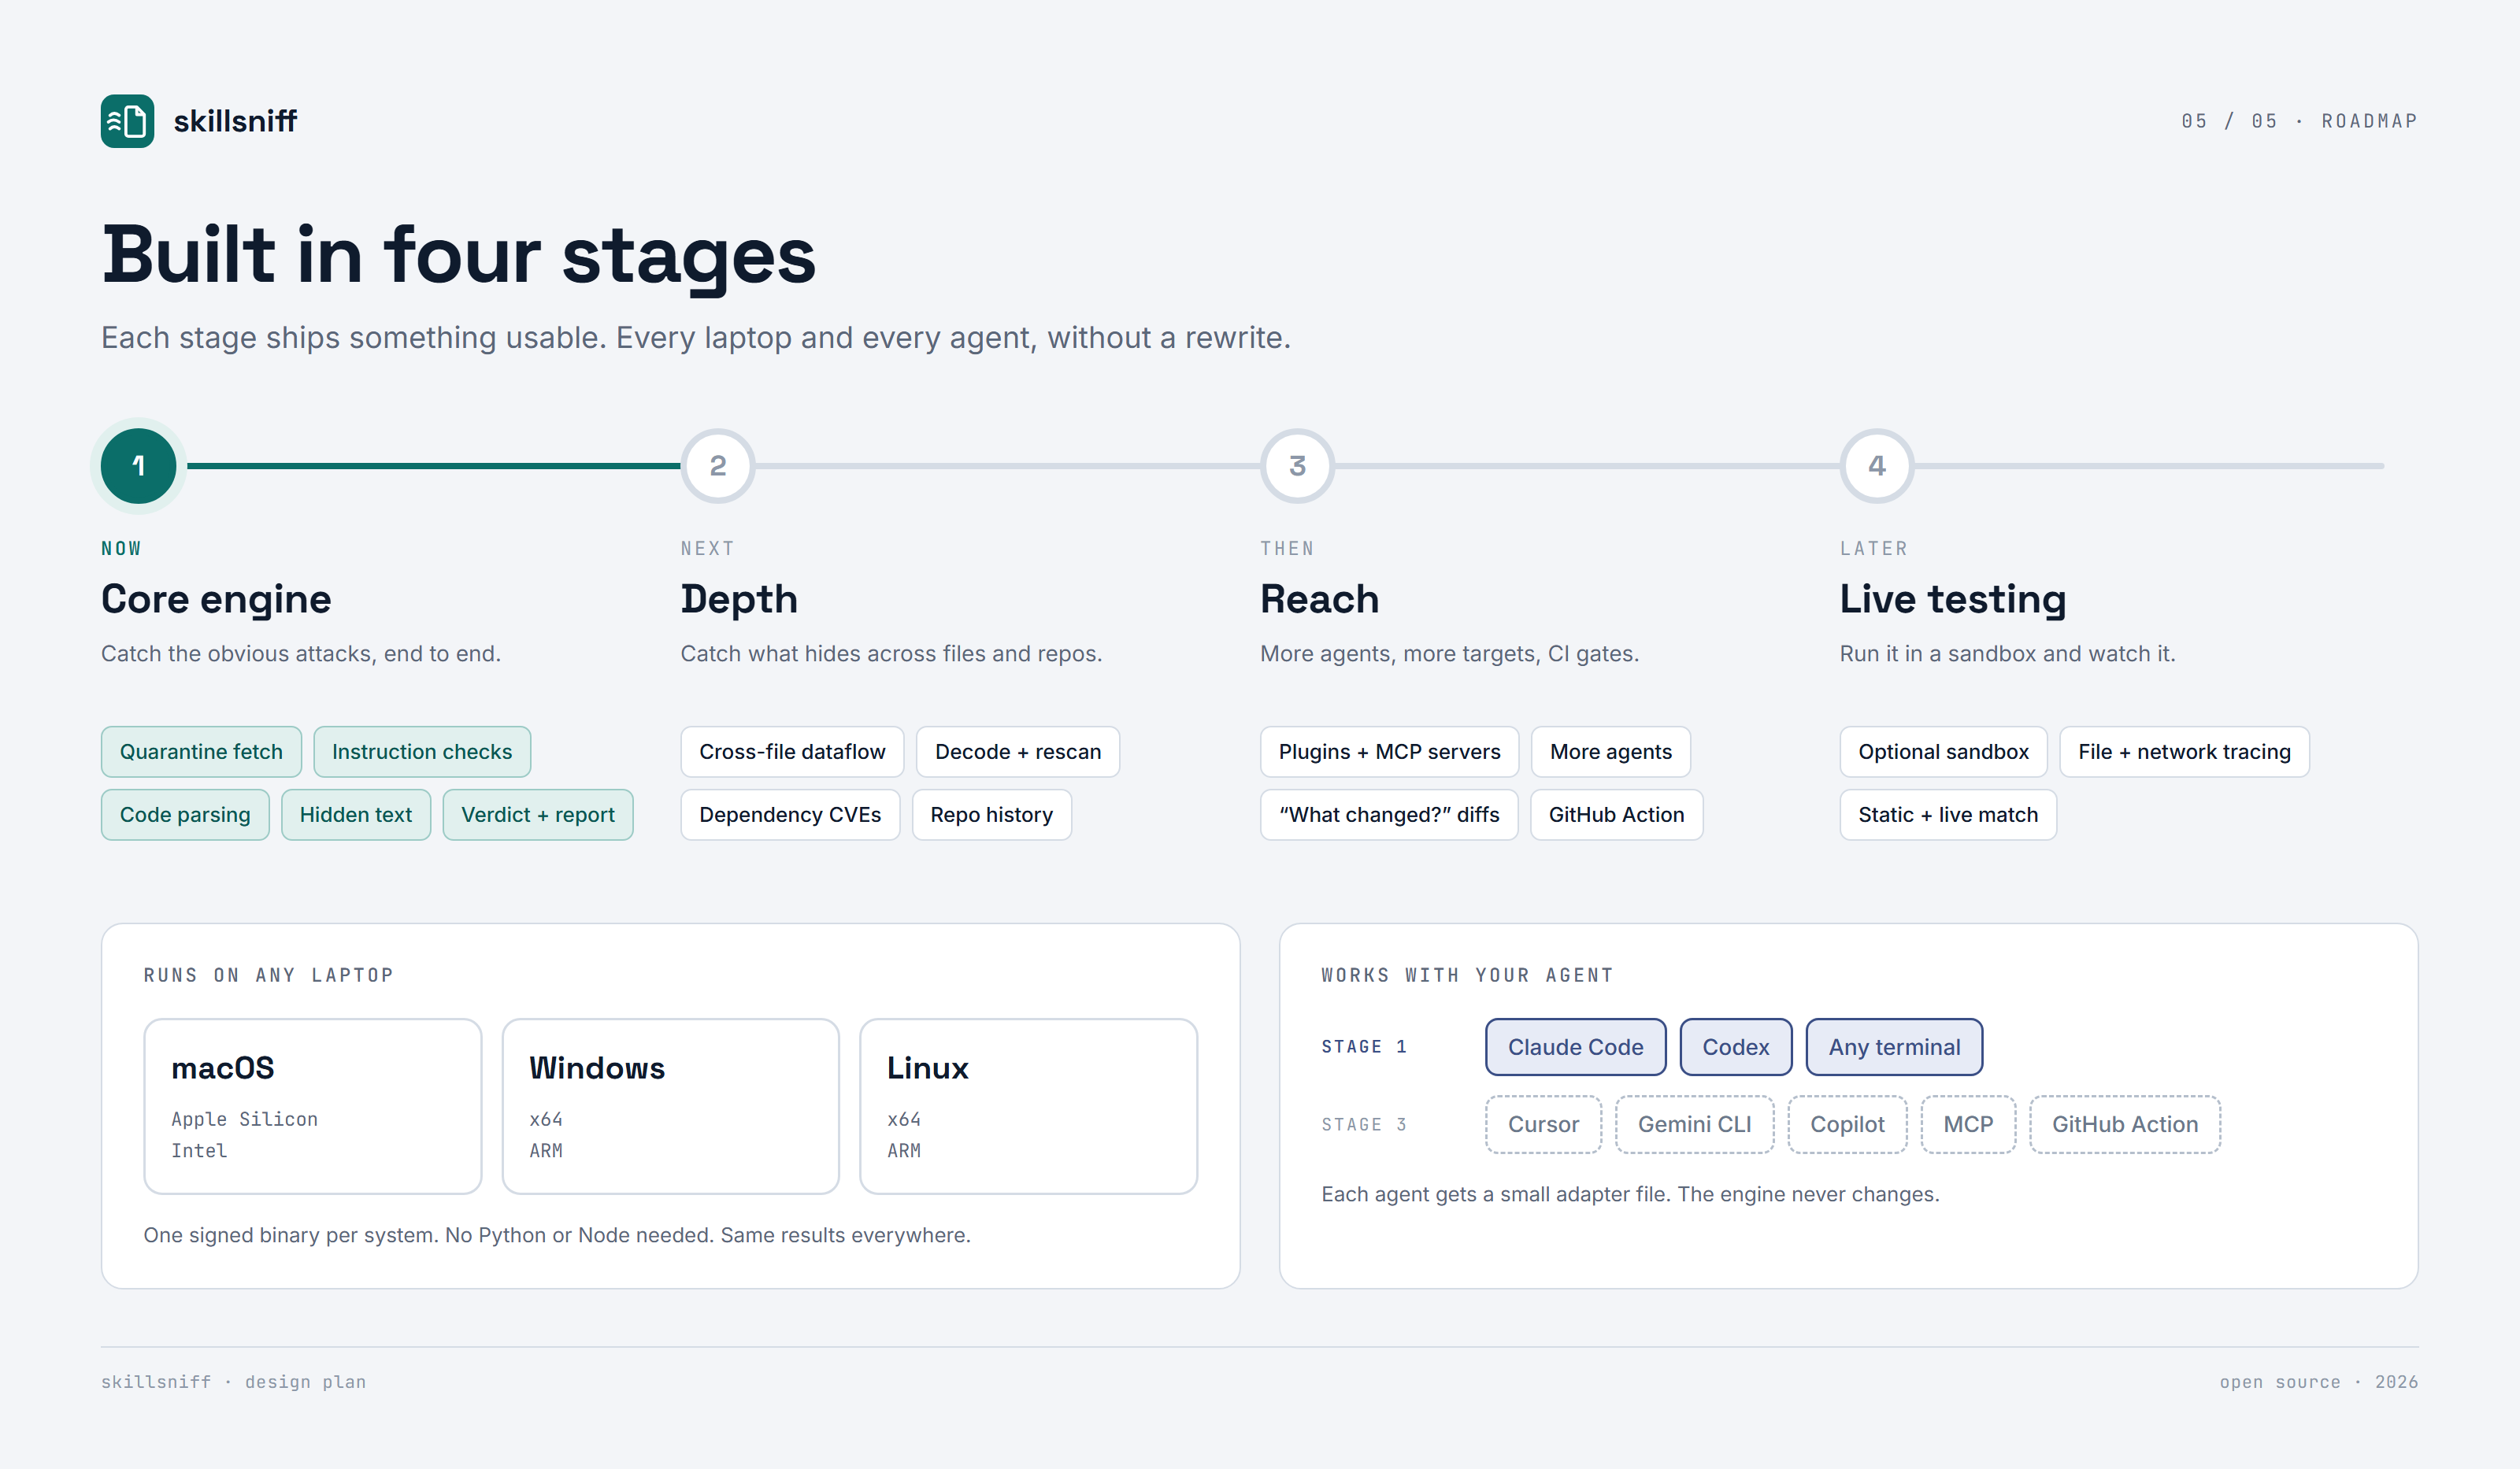 skillsniff
05 / 05 · ROADMAP
Built in four stages
Each stage ships something usable. Every laptop and every agent, without a rewrite.
1
2
3
4
NOW
Core engine
Catch the obvious attacks, end to end.
Quarantine fetch
Instruction checks
Code parsing
Hidden text
Verdict + report
NEXT
Depth
Catch what hides across files and repos.
Cross-file dataflow
Decode + rescan
Dependency CVEs
Repo history
THEN
Reach
More agents, more targets, CI gates.
Plugins + MCP servers
More agents
“What changed?” diffs
GitHub Action
LATER
Live testing
Run it in a sandbox and watch it.
Optional sandbox
File + network tracing
Static + live match
RUNS ON ANY LAPTOP
macOS
Apple Silicon
Intel
Windows
x64
ARM
Linux
x64
ARM
One signed binary per system. No Python or Node needed. Same results everywhere.
WORKS WITH YOUR AGENT
STAGE 1
Claude Code
Codex
Any terminal
STAGE 3
Cursor
Gemini CLI
Copilot
MCP
GitHub Action
Each agent gets a small adapter file. The engine never changes.
skillsniff · design plan
open source · 2026